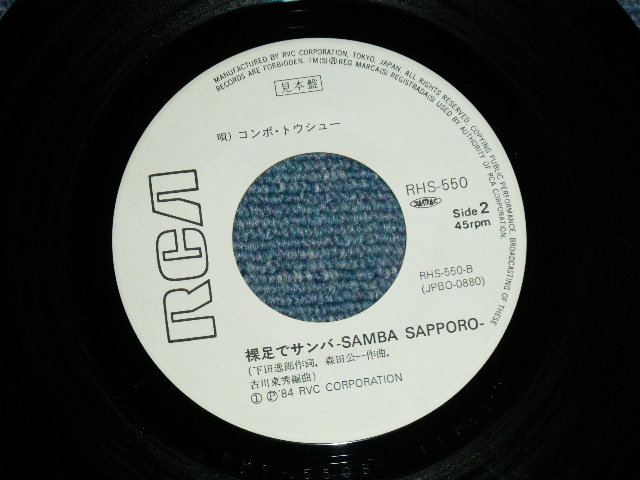 MANUFACTURED BY RVC CORPORATION, TOKYO, JAPAN. ALL RIGHTS RESERVED. COPYING PUBLIC PERFORMANCE, BROADCASTING OF THESE
RECORDS ARE FORBIDDEN. TM(S)®REG. MARCA(S) REGISTRADA(S) USED BY AUTHORITY OF RCA CORPORATION.
見本盤
唄) コンポ・トウシュー
RCA
RHS-550
JASRAC
Side 2
45rpm
RHS-550-B
(JPBO-0880)
裸足でサンバ-SAMBA SAPPORO-
(下田逸郎作詞, 森田公一作曲,
古川東秀編曲)
① Ⓟ'84 RVC CORPORATION